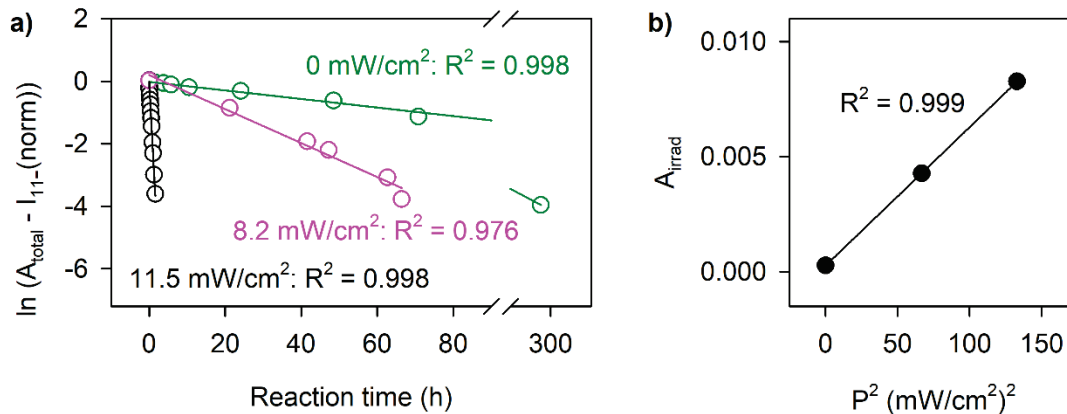 a)
2
0
-2
-4
-6
ln (A_total - I_11-(norm))
0 mW/cm²: R² = 0.998
8.2 mW/cm²: R² = 0.976
11.5 mW/cm²: R² = 0.998
0 20 40 60 80 300
Reaction time (h)
b)
0.010
0.005
0.000
A_irrad
R² = 0.999
0 50 100 150
P² (mW/cm²)²